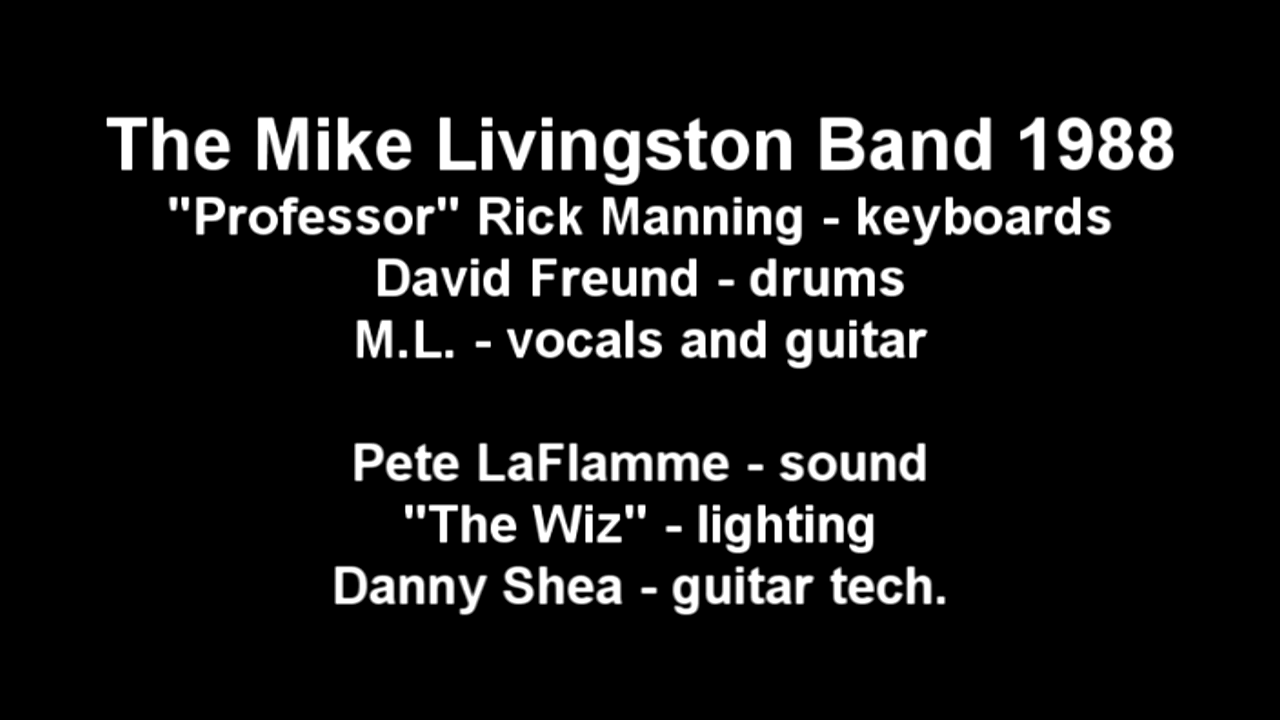 The Mike Livingston Band 1988
"Professor" Rick Manning - keyboards
David Freund - drums
M.L. - vocals and guitar
Pete LaFlamme - sound
"The Wiz" - lighting
Danny Shea - guitar tech.